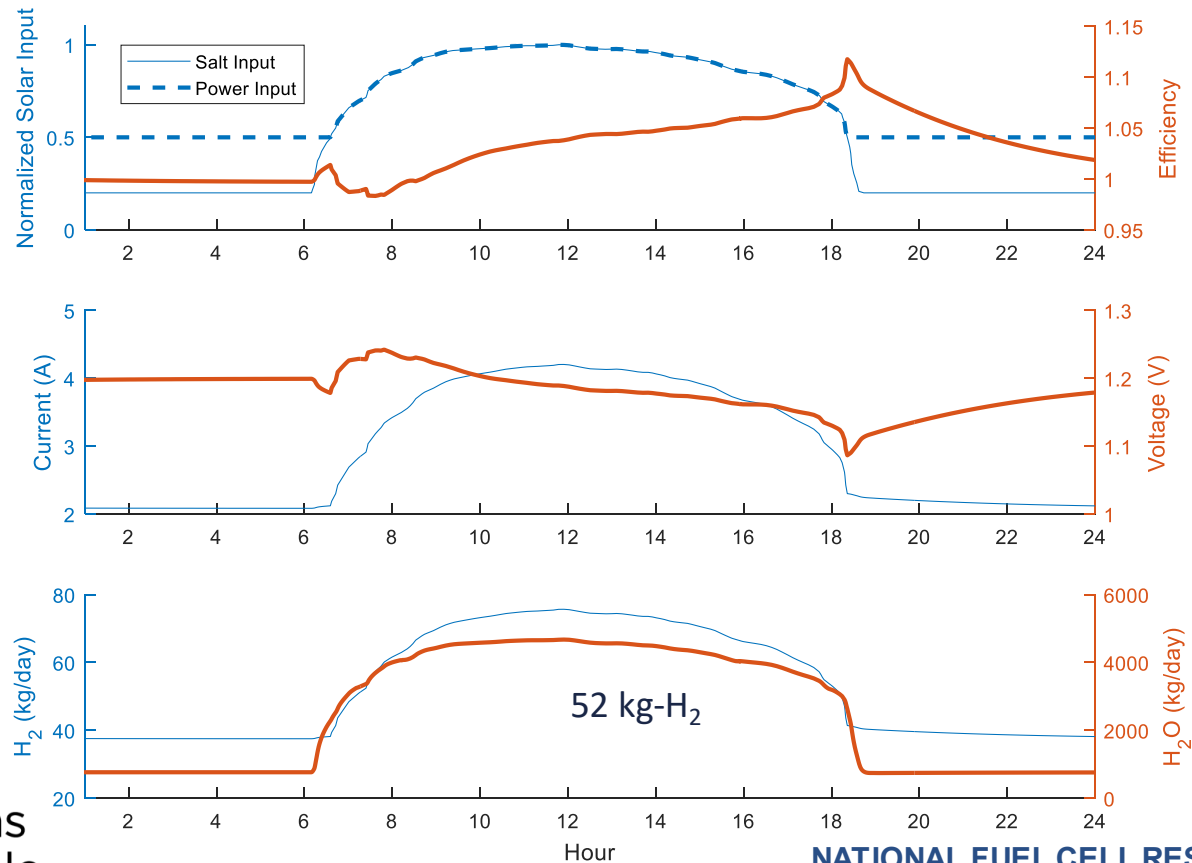 Normalized Solar Input
1
0.5
0
Salt Input
Power Input
1.15
1.1
1.05
1
0.95
Efficiency
2 4 6 8 10 12 14 16 18 20 22 24
Current (A)
5
4
3
2
1.3
1.2
1.1
1
Voltage (V)
2 4 6 8 10 12 14 16 18 20 22 24
H2 (kg/day)
80
60
40
20
52 kg-H2
6000
4000
2000
0
H2O (kg/day)
2 4 6 8 10 12 14 16 18 20 22 24
Hour
NATIONAL FUEL CELL RES